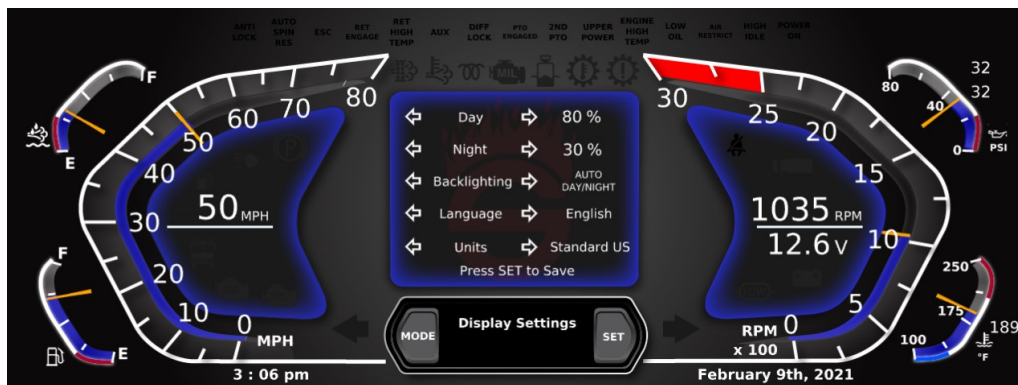 ANTI LOCK
AUTO SPIN RES
ESC
RET ENGAGE
RET HIGH TEMP
AUX
DIFF LOCK
PTO ENGAGED
2ND PTO
UPPER POWER
ENGINE HIGH TEMP
LOW OIL
AIR RESTRICT
HIGH IDLE
POWER ON
MIL
F
E
0
10
20
30
40
50
60
70
80
MPH
50 MPH
F
E
Day 80 %
Night 30 %
Backlighting AUTO DAY/NIGHT
Language English
Units Standard US
Press SET to Save
MODE
Display Settings
SET
30
25
20
15
10
5
0
RPM
x 100
1035 RPM
12.6 V
80
40
0
32
32
PSI
250
175
100
189
°F
3 : 06 pm
February 9th, 2021